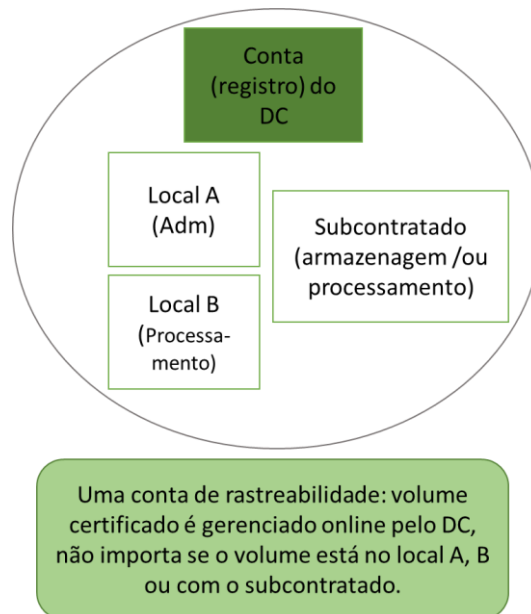 Conta
(registro) do
DC
Local A
(Adm)
Subcontratado
(armazenagem /ou
processamento)
Local B
(Processa-
mento)
Uma conta de rastreabilidade: volume
certificado é gerenciado online pelo DC,
não importa se o volume está no local A, B
ou com o subcontratado.